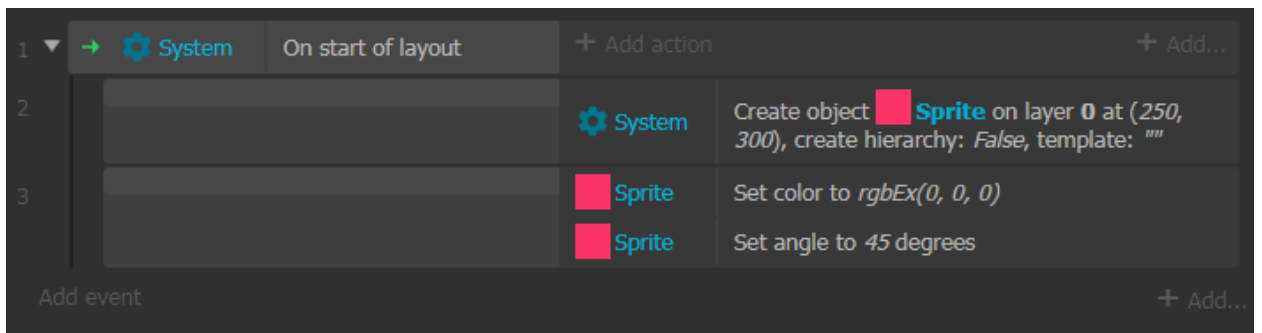 1 System On start of layout + Add action + Add...
2 System Create object Sprite on layer 0 at (250,
300), create hierarchy: False, template: ""
3 Sprite Set color to rgbEx(0, 0, 0)
Sprite Set angle to 45 degrees
Add event + Add...